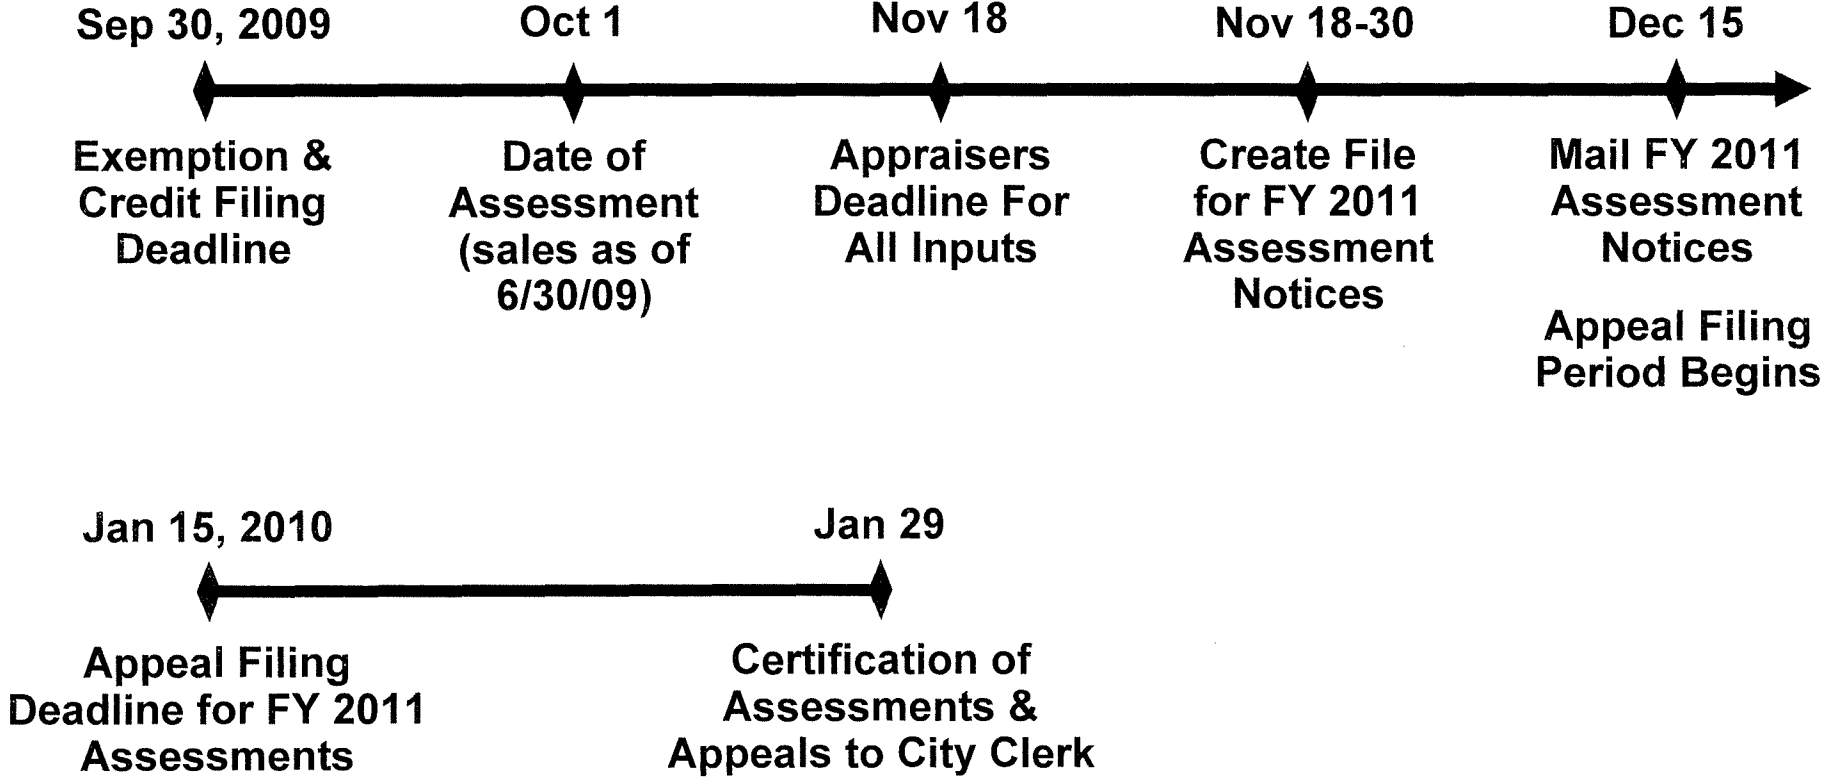 Sep 30, 2009
Exemption &
Credit Filing
Deadline
Oct 1
Date of
Assessment
(sales as of
6/30/09)
Nov 18
Appraisers
Deadline For
All Inputs
Nov 18-30
Create File
for FY 2011
Assessment
Notices
Dec 15
Mail FY 2011
Assessment
Notices
Appeal Filing
Period Begins
Jan 15, 2010
Appeal Filing
Deadline for FY 2011
Assessments
Jan 29
Certification of
Assessments &
Appeals to City Clerk